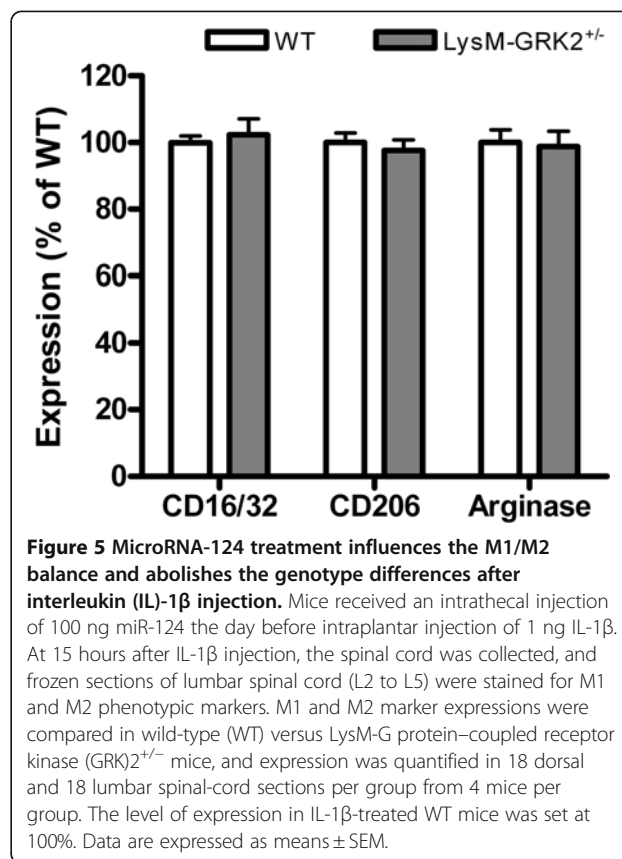 WT LysM-GRK2+/-
120
100
80
60
40
20
0
Expression (% of WT)
CD16/32 CD206 Arginase
Figure 5 MicroRNA-124 treatment influences the M1/M2
balance and abolishes the genotype differences after
interleukin (IL)-1β injection. Mice received an intrathecal injection
of 100 ng miR-124 the day before intraplantar injection of 1 ng IL-1β.
At 15 hours after IL-1β injection, the spinal cord was collected, and
frozen sections of lumbar spinal cord (L2 to L5) were stained for M1
and M2 phenotypic markers. M1 and M2 marker expressions were
compared in wild-type (WT) versus LysM-G protein–coupled receptor
kinase (GRK)2+/− mice, and expression was quantified in 18 dorsal
and 18 lumbar spinal-cord sections per group from 4 mice per
group. The level of expression in IL-1β-treated WT mice was set at
100%. Data are expressed as means ± SEM.